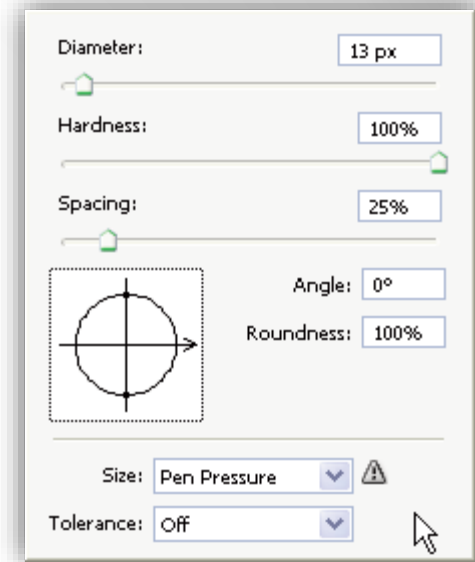 Diameter: 13 px
Hardness: 100%
Spacing: 25%
Angle: 0°
Roundness: 100%
Size: Pen Pressure
Tolerance: Off